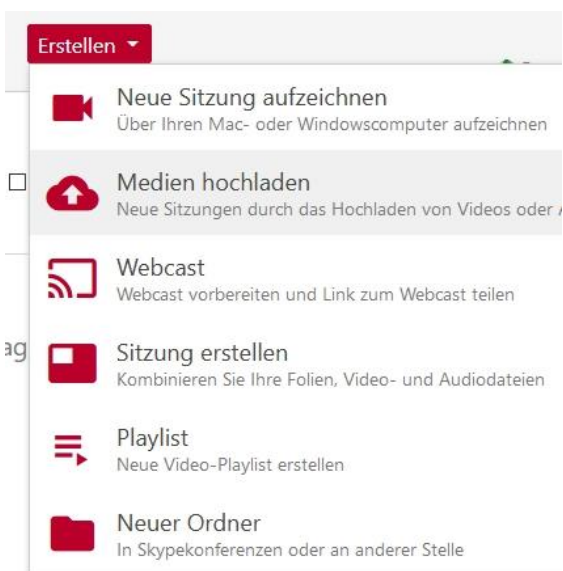 Erstellen
Neue Sitzung aufzeichnen
Über Ihren Mac- oder Windowscomputer aufzeichnen
Medien hochladen
Neue Sitzungen durch das Hochladen von Videos oder
Webcast
Webcast vorbereiten und Link zum Webcast teilen
ag
Sitzung erstellen
Kombinieren Sie Ihre Folien, Video- und Audiodateien
Playlist
Neue Video-Playlist erstellen
Neuer Ordner
In Skypekonferenzen oder an anderer Stelle